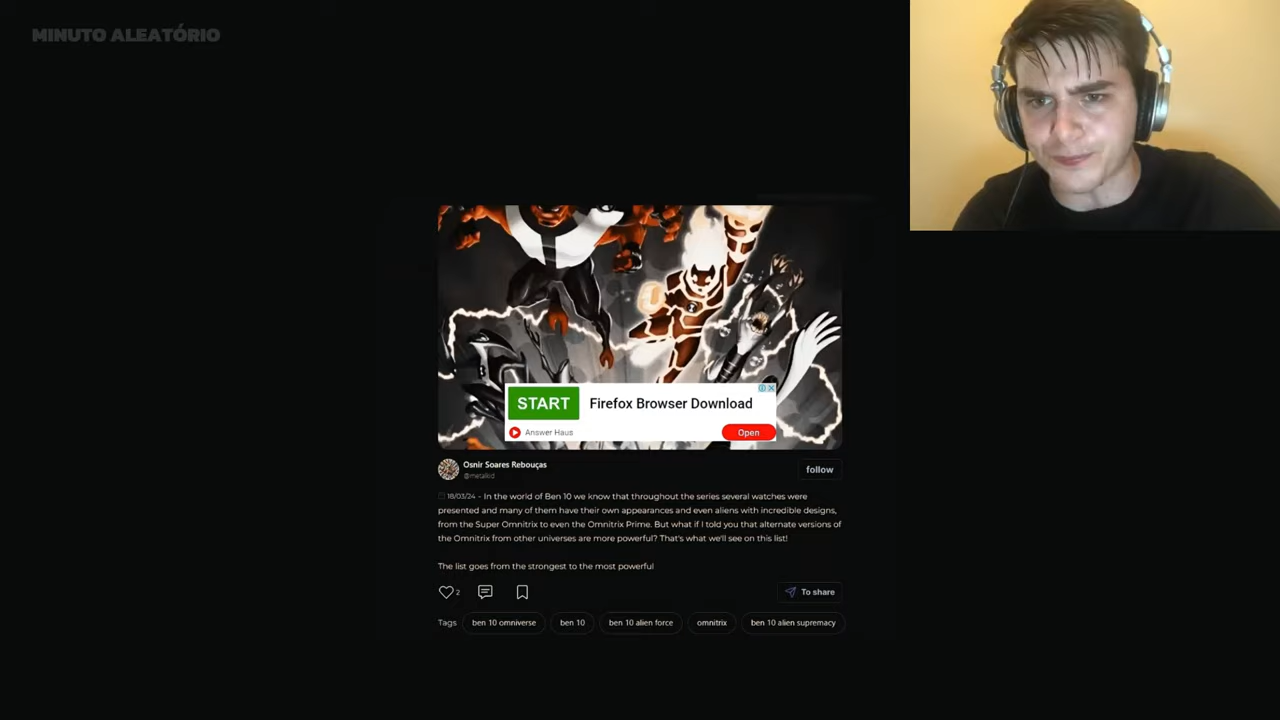 MINUTO ALEATÓRIO
START
Firefox Browser Download
Answer Haus
Open
Osnir Soares Rebouças
@metalkid
follow
18/03/24 - In the world of Ben 10 we know that throughout the series several watches were
presented and many of them have their own appearances and even aliens with incredible designs,
from the Super Omnitrix to even the Omnitrix Prime. But what if I told you that alternate versions of
the Omnitrix from other universes are more powerful? That's what we'll see on this list!
The list goes from the strongest to the most powerful
2
To share
Tags
ben 10 omniverse
ben 10
ben 10 alien force
omnitrix
ben 10 alien supremacy